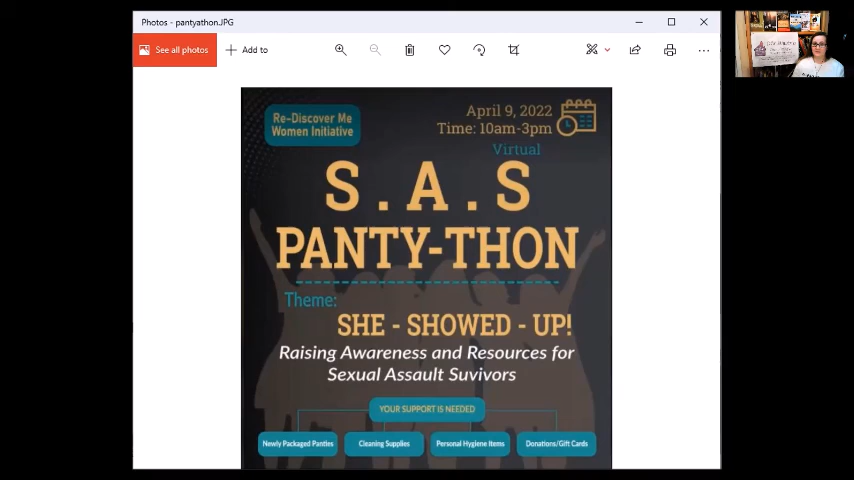 Photos - pantyathon.JPG
See all photos
Add to
Re-Discover Me
Women Initiative
April 9, 2022
Time: 10am-3pm
Virtual
S.A.S
PANTY-THON
Theme:
SHE - SHOWED - UP!
Raising Awareness and Resources for
Sexual Assault Suvivors
YOUR SUPPORT IS NEEDED
Newly Packaged Panties
Cleaning Supplies
Personal Hygiene Items
Donations/Gift Cards